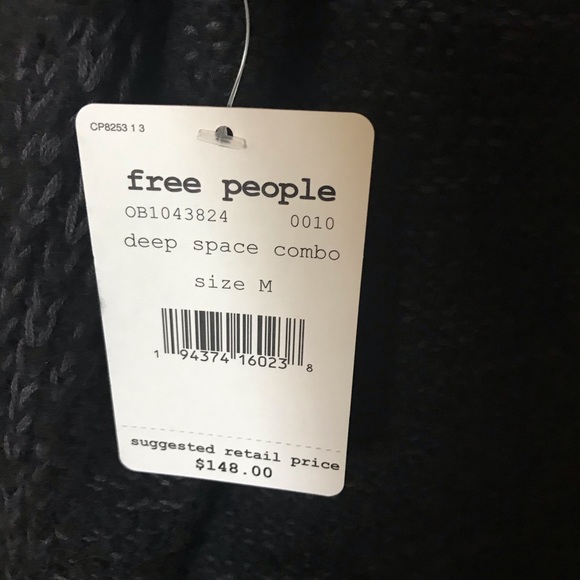 CP8253 1 3
free people
OB1043824 0010
deep space combo
size M
1 94374 16023 8
suggested retail price
$148.00